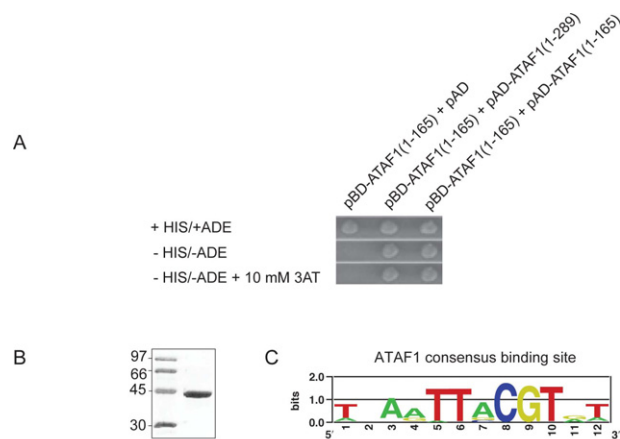 A
pBD-ATAF1(1-165) + pAD
pBD-ATAF1(1-165) + pAD-ATAF1(1-289)
pBD-ATAF1(1-165) + pAD-ATAF1(1-165)
+ HIS/+ADE
- HIS/-ADE
- HIS/-ADE + 10 mM 3AT
B
97
66
45
30
C
ATAF1 consensus binding site
bits
2.0
1.0
0.0
T AATTACGT T
5' 1 2 3 4 5 6 7 8 9 10 11 12 3'